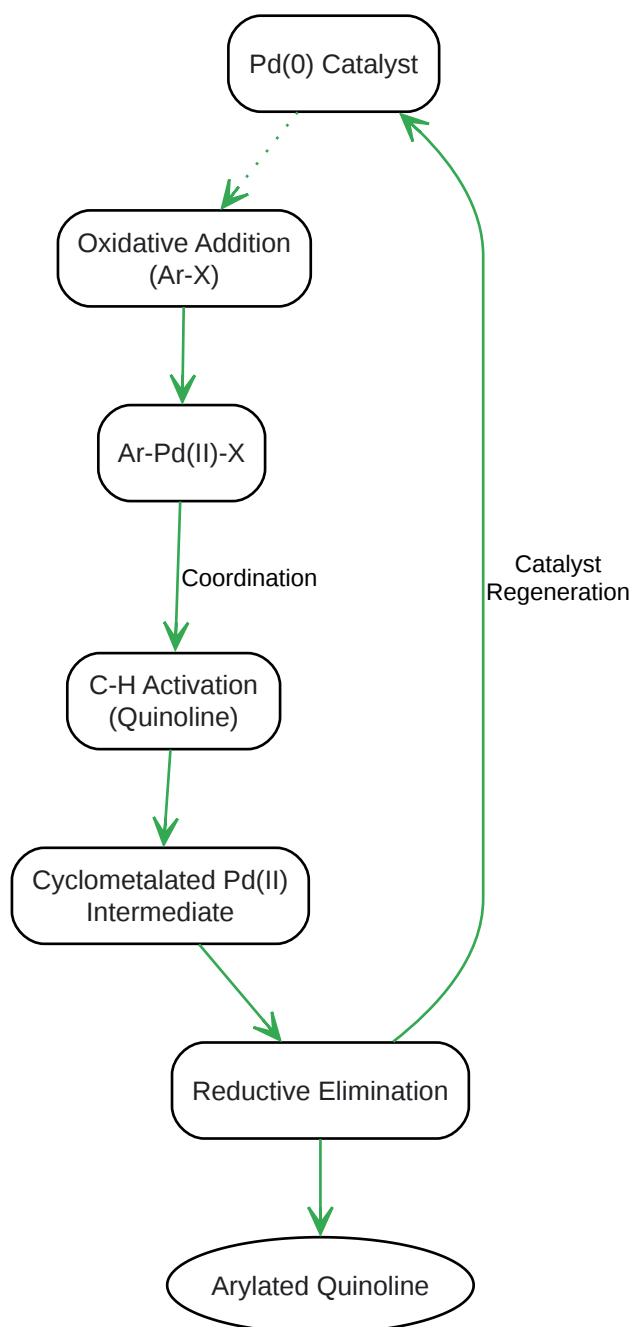 Pd(0) Catalyst
Oxidative Addition
(Ar-X)
Ar-Pd(II)-X
Coordination
Catalyst
Regeneration
C-H Activation
(Quinoline)
Cyclometalated Pd(II)
Intermediate
Reductive Elimination
Arylated Quinoline